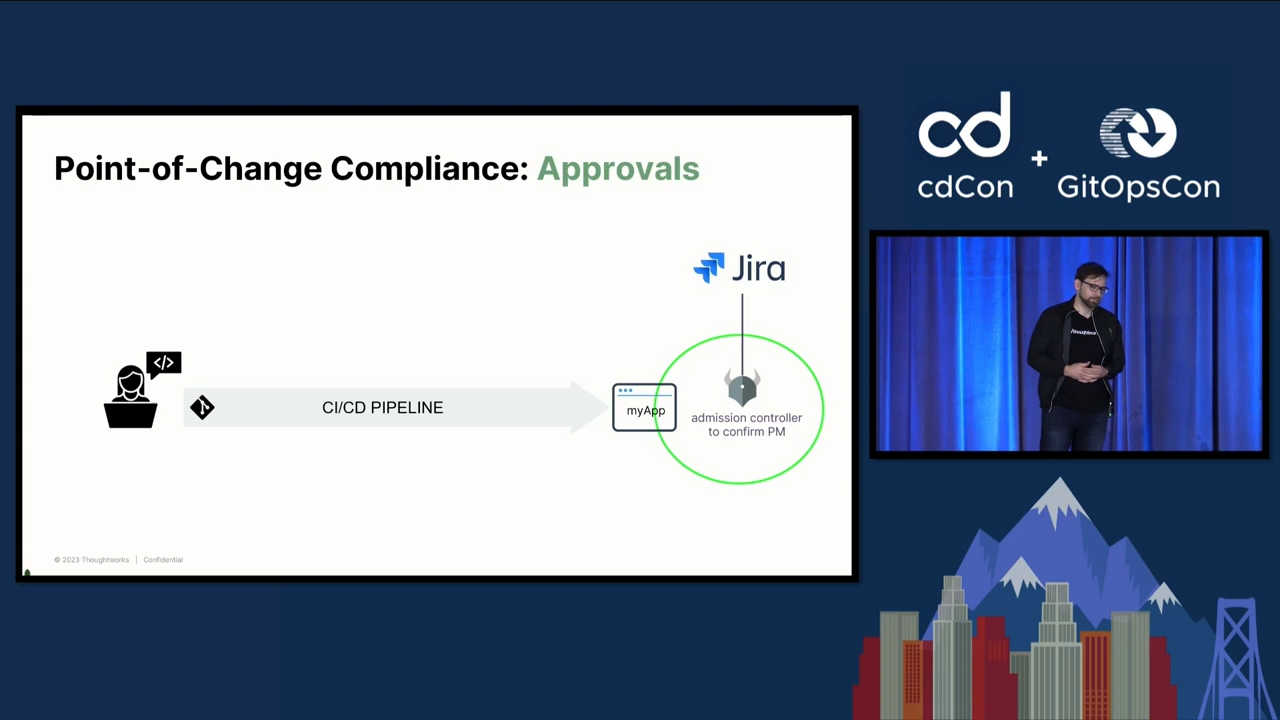 Point-of-Change Compliance: Approvals
Jira
</>
CI/CD PIPELINE
myApp
admission controller
to confirm PM
© 2023 Thoughtworks | Confidential
cd
cdCon
+
GitOpsCon